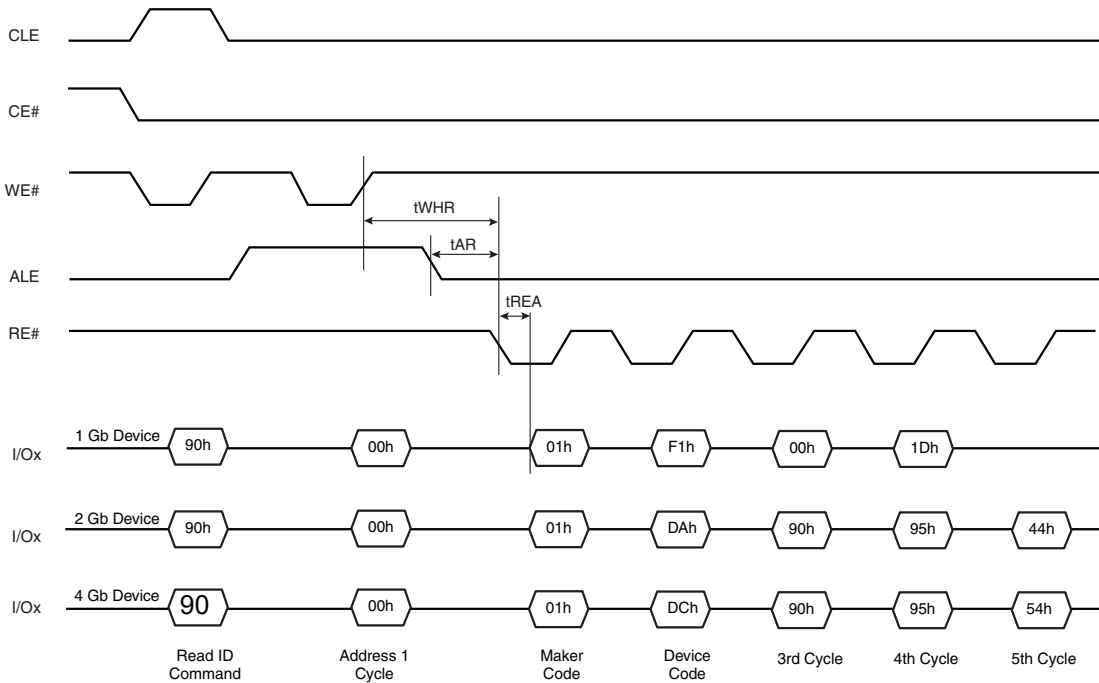 CLE
CE#
WE#
tWHR
tAR
ALE
tREA
RE#
1 Gb Device
I/Ox 90h 00h 01h F1h 00h 1Dh
2 Gb Device
I/Ox 90h 00h 01h DAh 90h 95h 44h
4 Gb Device
I/Ox 90 00h 01h DCh 90h 95h 54h
Read ID Address 1 Maker Device 3rd Cycle 4th Cycle 5th Cycle
Command Cycle Code Code